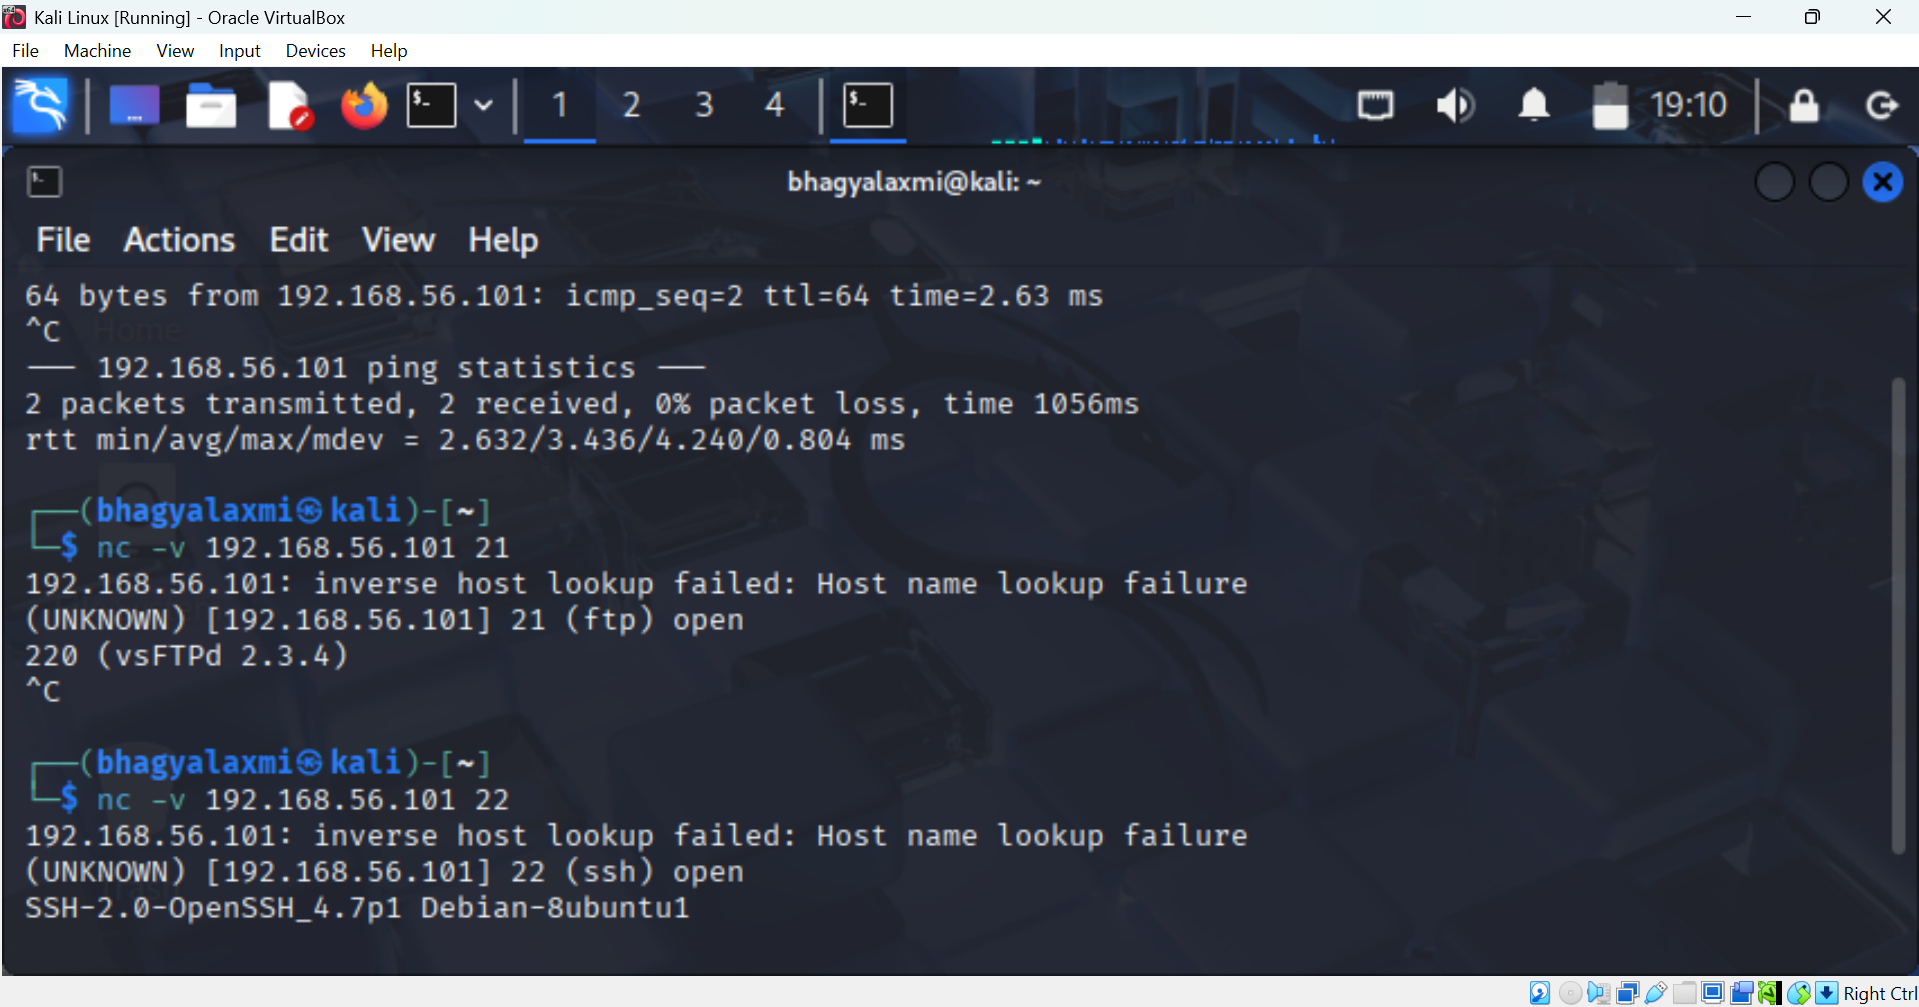 Kali Linux [Running] - Oracle VirtualBox
File Machine View Input Devices Help
1 2 3 4 19:10
bhagyalaxmi@kali: ~
File Actions Edit View Help
64 bytes from 192.168.56.101: icmp_seq=2 ttl=64 time=2.63 ms
^C
Home
—— 192.168.56.101 ping statistics ——
2 packets transmitted, 2 received, 0% packet loss, time 1056ms
rtt min/avg/max/mdev = 2.632/3.436/4.240/0.804 ms
┌──(bhagyalaxmi㉿kali)-[~]
└─$ nc -v 192.168.56.101 21
192.168.56.101: inverse host lookup failed: Host name lookup failure
(UNKNOWN) [192.168.56.101] 21 (ftp) open
220 (vsFTPd 2.3.4)
^C
┌──(bhagyalaxmi㉿kali)-[~]
└─$ nc -v 192.168.56.101 22
192.168.56.101: inverse host lookup failed: Host name lookup failure
(UNKNOWN) [192.168.56.101] 22 (ssh) open
SSH-2.0-OpenSSH_4.7p1 Debian-8ubuntu1
Right Ctrl